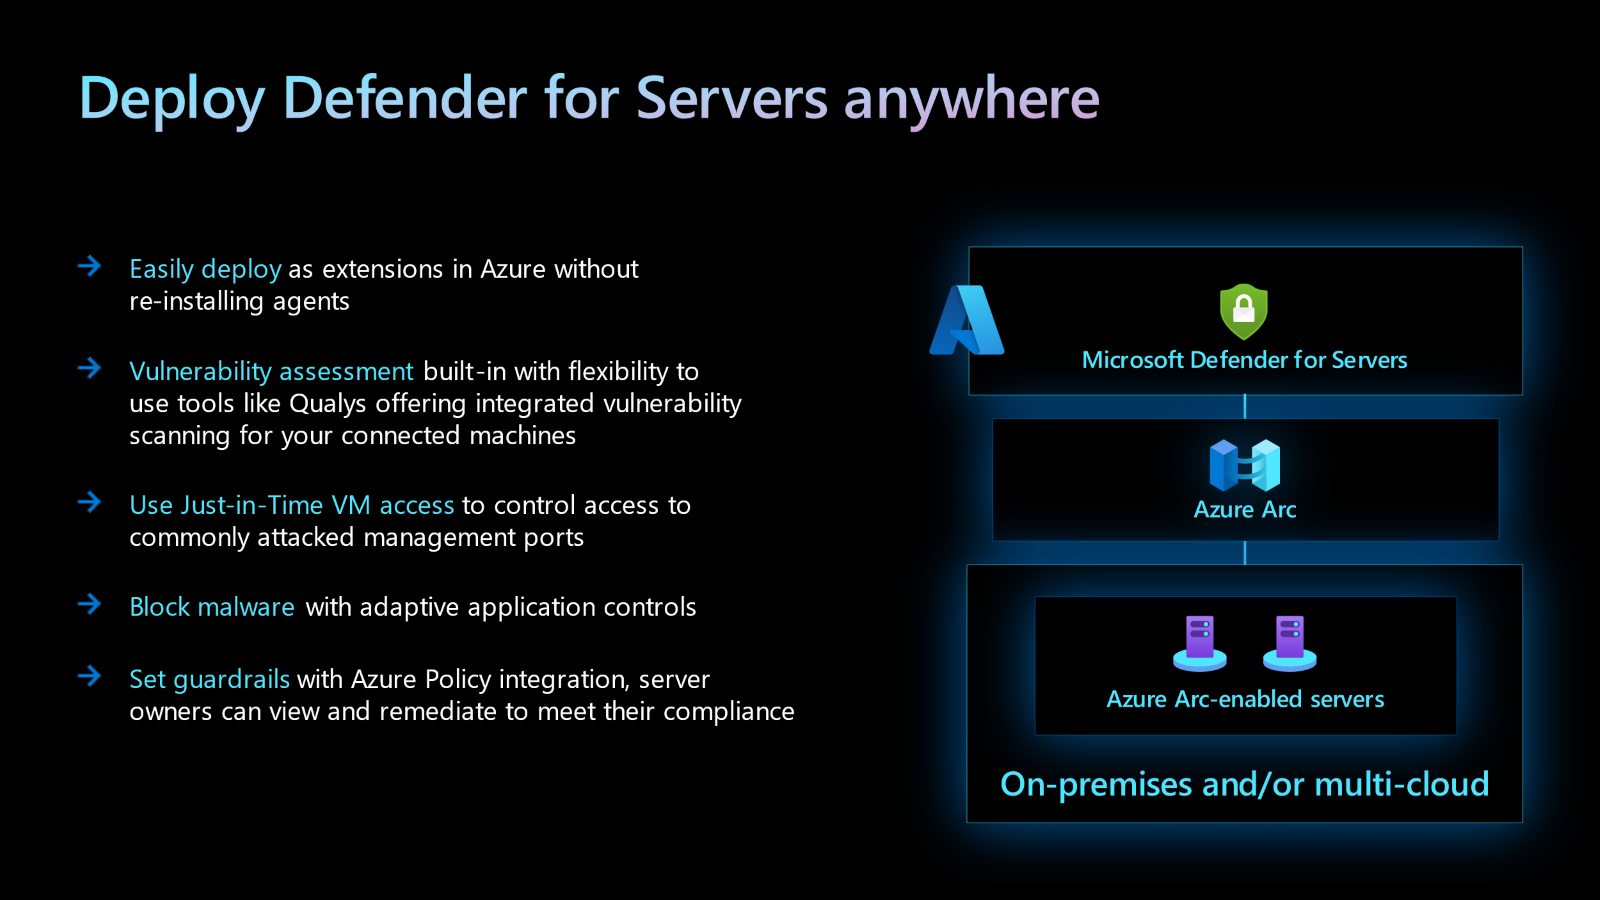 Deploy Defender for Servers anywhere
Easily deploy as extensions in Azure without
re-installing agents
Vulnerability assessment built-in with flexibility to
use tools like Qualys offering integrated vulnerability
scanning for your connected machines
Use Just-in-Time VM access to control access to
commonly attacked management ports
Block malware with adaptive application controls
Set guardrails with Azure Policy integration, server
owners can view and remediate to meet their compliance
Microsoft Defender for Servers
Azure Arc
Azure Arc-enabled servers
On-premises and/or multi-cloud